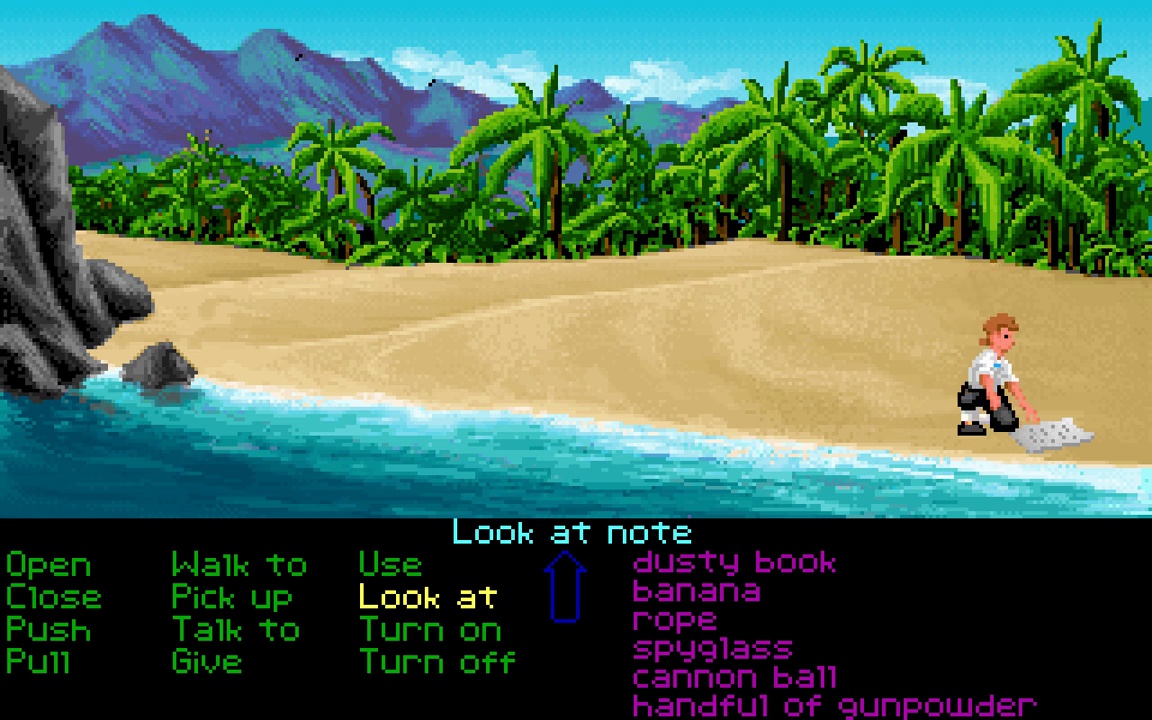 Look at note
Open Walk to Use
Close Pick up Look at
Push Talk to Turn on
Pull Give Turn off
dusty book
banana
rope
spyglass
cannon ball
handful of gunpowder